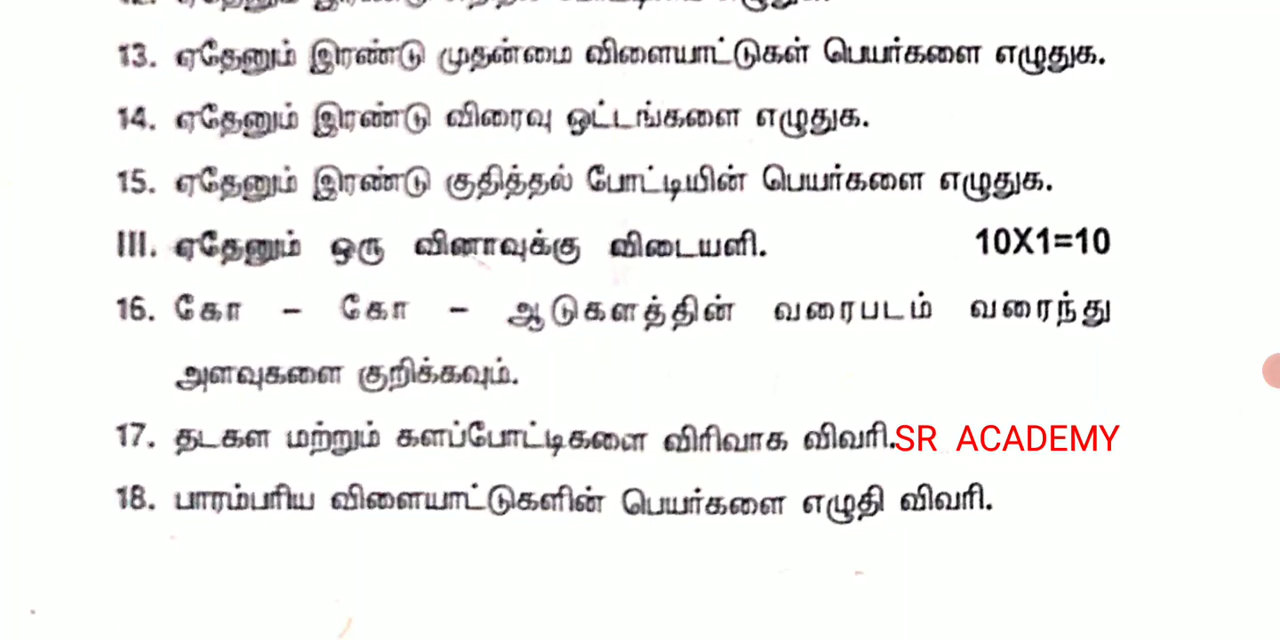 13. ஏதேனும் இரண்டு முதன்மை விளையாட்டுகள் பெயர்களை எழுதுக.
14. ஏதேனும் இரண்டு விரைவு ஒட்டங்களை எழுதுக.
15. ஏதேனும் இரண்டு குதித்தல் போட்டியின் பெயர்களை எழுதுக.
III. ஏதேனும் ஒரு வினாவுக்கு விடையளி. 10X1=10
16. கோ – கோ – ஆடுகளத்தின் வரைபடம் வரைந்து
அளவுகளை குறிக்கவும்.
17. தடகள மற்றும் களப்போட்டிகளை விரிவாக விவரி.SR ACADEMY
18. பாரம்பரிய விளையாட்டுகளின் பெயர்களை எழுதி விவரி.